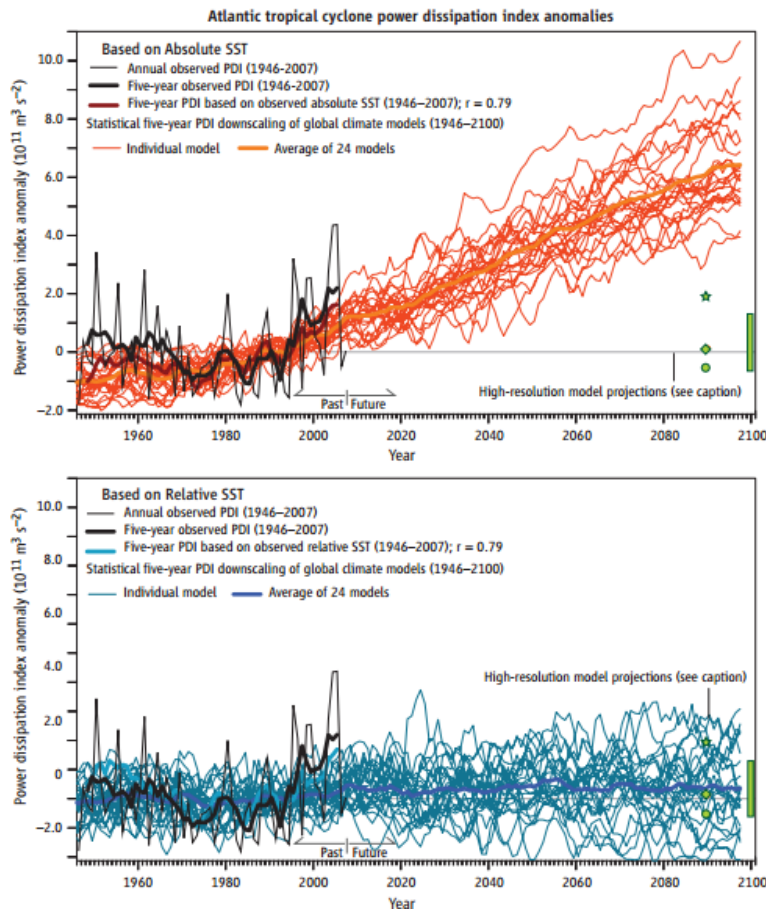 Atlantic tropical cyclone power dissipation index anomalies
Power dissipation index anomaly (10¹¹ m³ s⁻²)
10.0
8.0
6.0
4.0
2.0
0
−2.0
Based on Absolute SST
Annual observed PDI (1946-2007)
Five-year observed PDI (1946-2007)
Five-year PDI based on observed absolute SST (1946–2007); r = 0.79
Statistical five-year PDI downscaling of global climate models (1946–2100)
Individual model
Average of 24 models
High-resolution model projections (see caption)
Past
Future
1960
1980
2000
2020
2040
2060
2080
2100
Year
Power dissipation index anomaly (10¹¹ m³ s⁻²)
10.0
8.0
6.0
4.0
2.0
0
−2.0
Based on Relative SST
Annual observed PDI (1946–2007)
Five-year observed PDI (1946–2007)
Five-year PDI based on observed relative SST (1946–2007); r = 0.79
Statistical five-year PDI downscaling of global climate models (1946–2100)
Individual model
Average of 24 models
High-resolution model projections (see caption)
Past
Future
1960
1980
2000
2020
2040
2060
2080
2100
Year